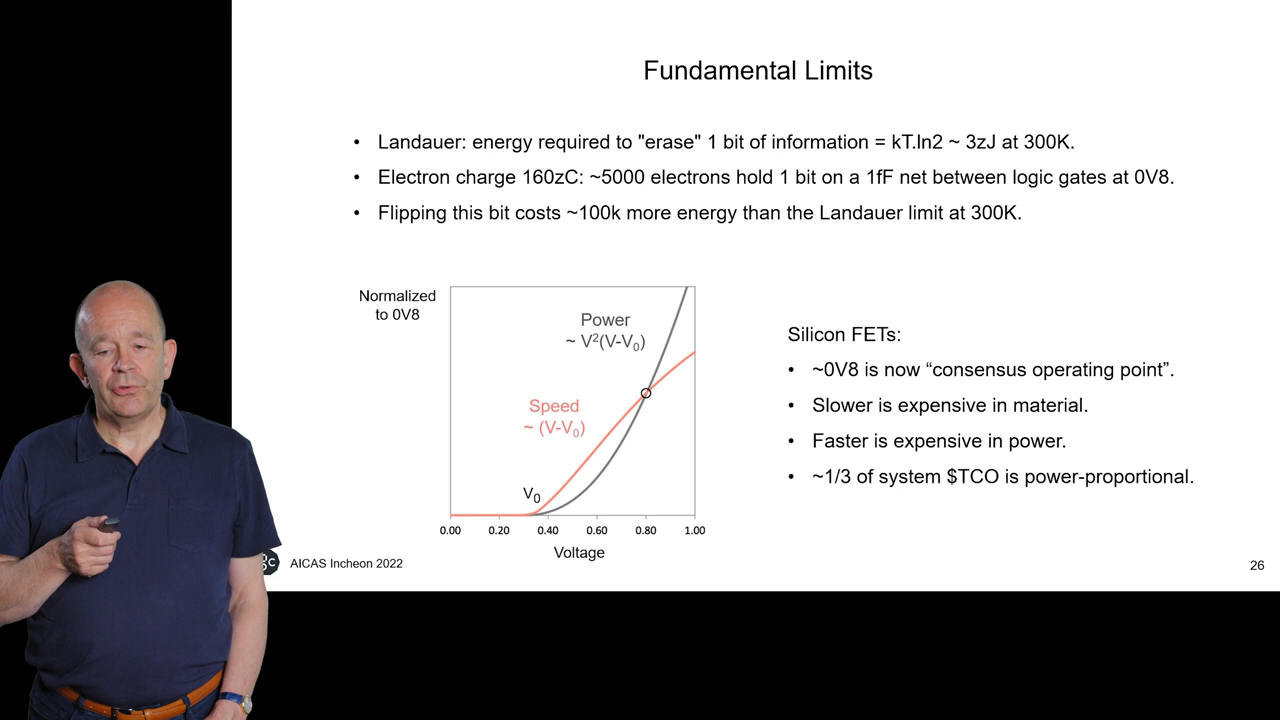 Fundamental Limits
• Landauer: energy required to "erase" 1 bit of information = kT.ln2 ~ 3zJ at 300K.
• Electron charge 160zC: ~5000 electrons hold 1 bit on a 1fF net between logic gates at 0V8.
• Flipping this bit costs ~100k more energy than the Landauer limit at 300K.
Normalized
to 0V8
Power
~ V²(V-V₀)
Speed
~ (V-V₀)
V₀
0.00 0.20 0.40 0.60 0.80 1.00
Voltage
Silicon FETs:
• ~0V8 is now “consensus operating point”.
• Slower is expensive in material.
• Faster is expensive in power.
• ~1/3 of system $TCO is power-proportional.
AICAS Incheon 2022
26